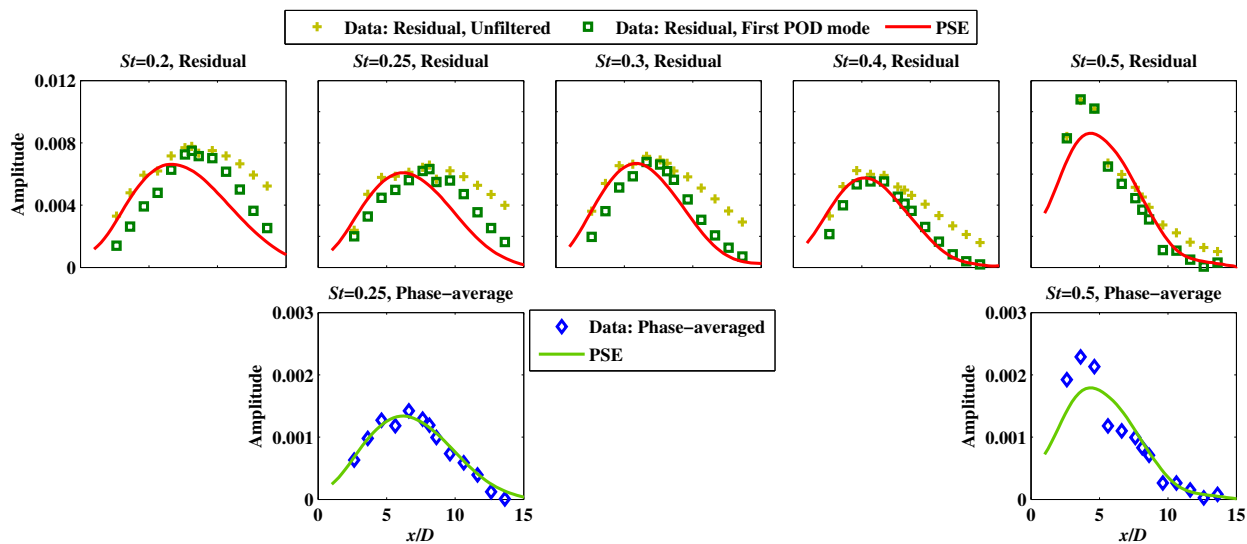 Data: Residual, Unfiltered Data: Residual, First POD mode PSE
St=0.2, Residual St=0.25, Residual St=0.3, Residual St=0.4, Residual St=0.5, Residual
0.012
0.008
0.004
0
Amplitude
St=0.25, Phase−average St=0.5, Phase−average
Data: Phase−averaged
PSE
0.003
0.002
0.001
0
Amplitude
0 5 10 15
x/D
0.003
0.002
0.001
0
Amplitude
0 5 10 15
x/D